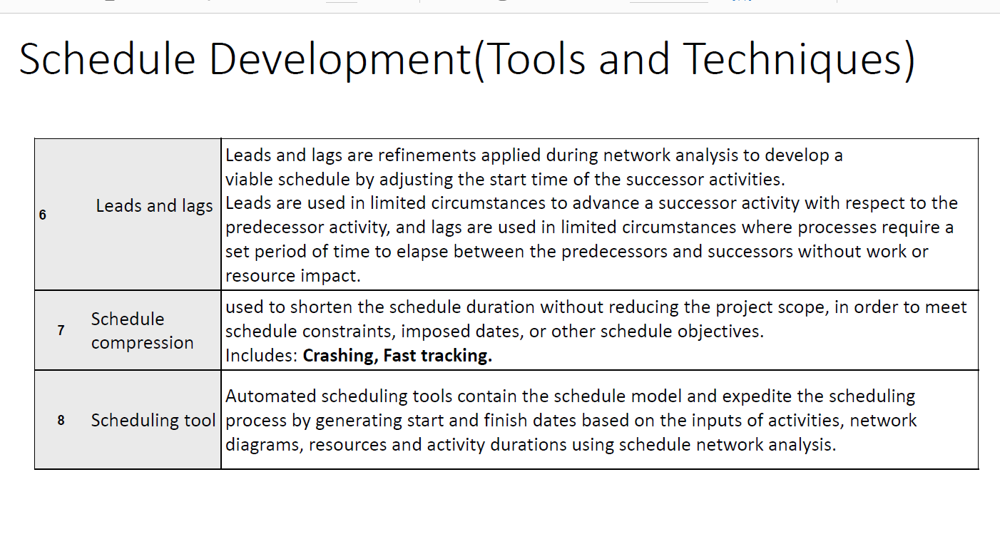 Schedule Development(Tools and Techniques)
6
Leads and lags
Leads and lags are refinements applied during network analysis to develop a
viable schedule by adjusting the start time of the successor activities.
Leads are used in limited circumstances to advance a successor activity with respect to the
predecessor activity, and lags are used in limited circumstances where processes require a
set period of time to elapse between the predecessors and successors without work or
resource impact.
7
Schedule
compression
used to shorten the schedule duration without reducing the project scope, in order to meet
schedule constraints, imposed dates, or other schedule objectives.
Includes: Crashing, Fast tracking.
8
Scheduling tool
Automated scheduling tools contain the schedule model and expedite the scheduling
process by generating start and finish dates based on the inputs of activities, network
diagrams, resources and activity durations using schedule network analysis.